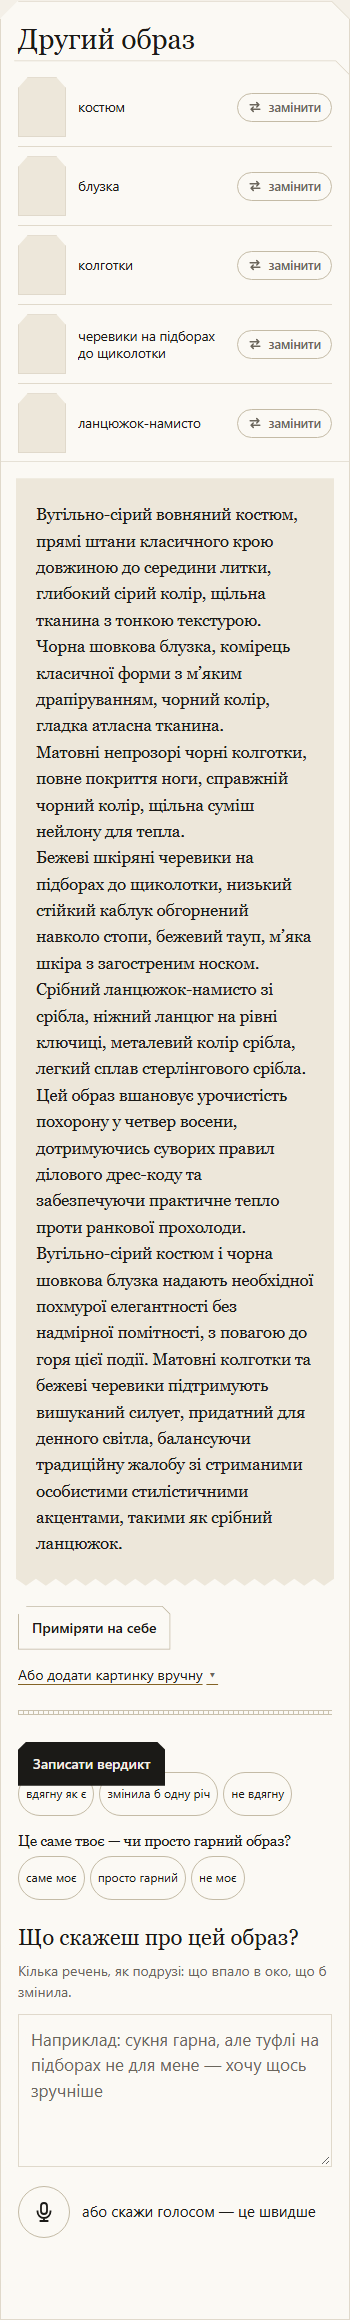 Другий образ
костюм
замінити
блузка
замінити
колготки
замінити
черевики на підборах
до щиколотки
замінити
ланцюжок-намисто
замінити
Вугільно-сірий вовняний костюм,
прямі штани класичного крою
довжиною до середини литки,
глибокий сірий колір, щільна
тканина з тонкою текстурою.
Чорна шовкова блузка, комірець
класичної форми з м’яким
драпіруванням, чорний колір,
гладка атласна тканина.
Матовні непрозорі чорні колготки,
повне покриття ноги, справжній
чорний колір, щільна суміш
нейлону для тепла.
Бежеві шкіряні черевики на
підборах до щиколотки, низький
стійкий каблук обгорнений
навколо стопи, бежевий тауп, м’яка
шкіра з загостреним носком.
Срібний ланцюжок-намисто зі
срібла, ніжний ланцюг на рівні
ключиці, металевий колір срібла,
легкий сплав стерлінгового срібла.
Цей образ вшановує урочистість
похорону у четвер восени,
дотримуючись суворих правил
ділового дрес-коду та
забезпечуючи практичне тепло
проти ранкової прохолоди.
Вугільно-сірий костюм і чорна
шовкова блузка надають необхідної
похмурої елегантності без
надмірної помітності, з повагою до
горя цієї події. Матовні колготки та
бежеві черевики підтримують
вишуканий силует, придатний для
денного світла, балансуючи
традиційну жалобу зі стриманими
особистими стилістичними
акцентами, такими як срібний
ланцюжок.
Приміряти на себе
Або додати картинку вручну
Записати вердикт
вдягну як є
змінила б одну річ
не вдягну
Це саме твоє — чи просто гарний образ?
саме моє
просто гарний
не моє
Що скажеш про цей образ?
Кілька речень, як подрузі: що впало в око, що б
змінила.
Наприклад: сукня гарна, але туфлі на
підборах не для мене — хочу щось
зручніше
або скажи голосом — це швидше